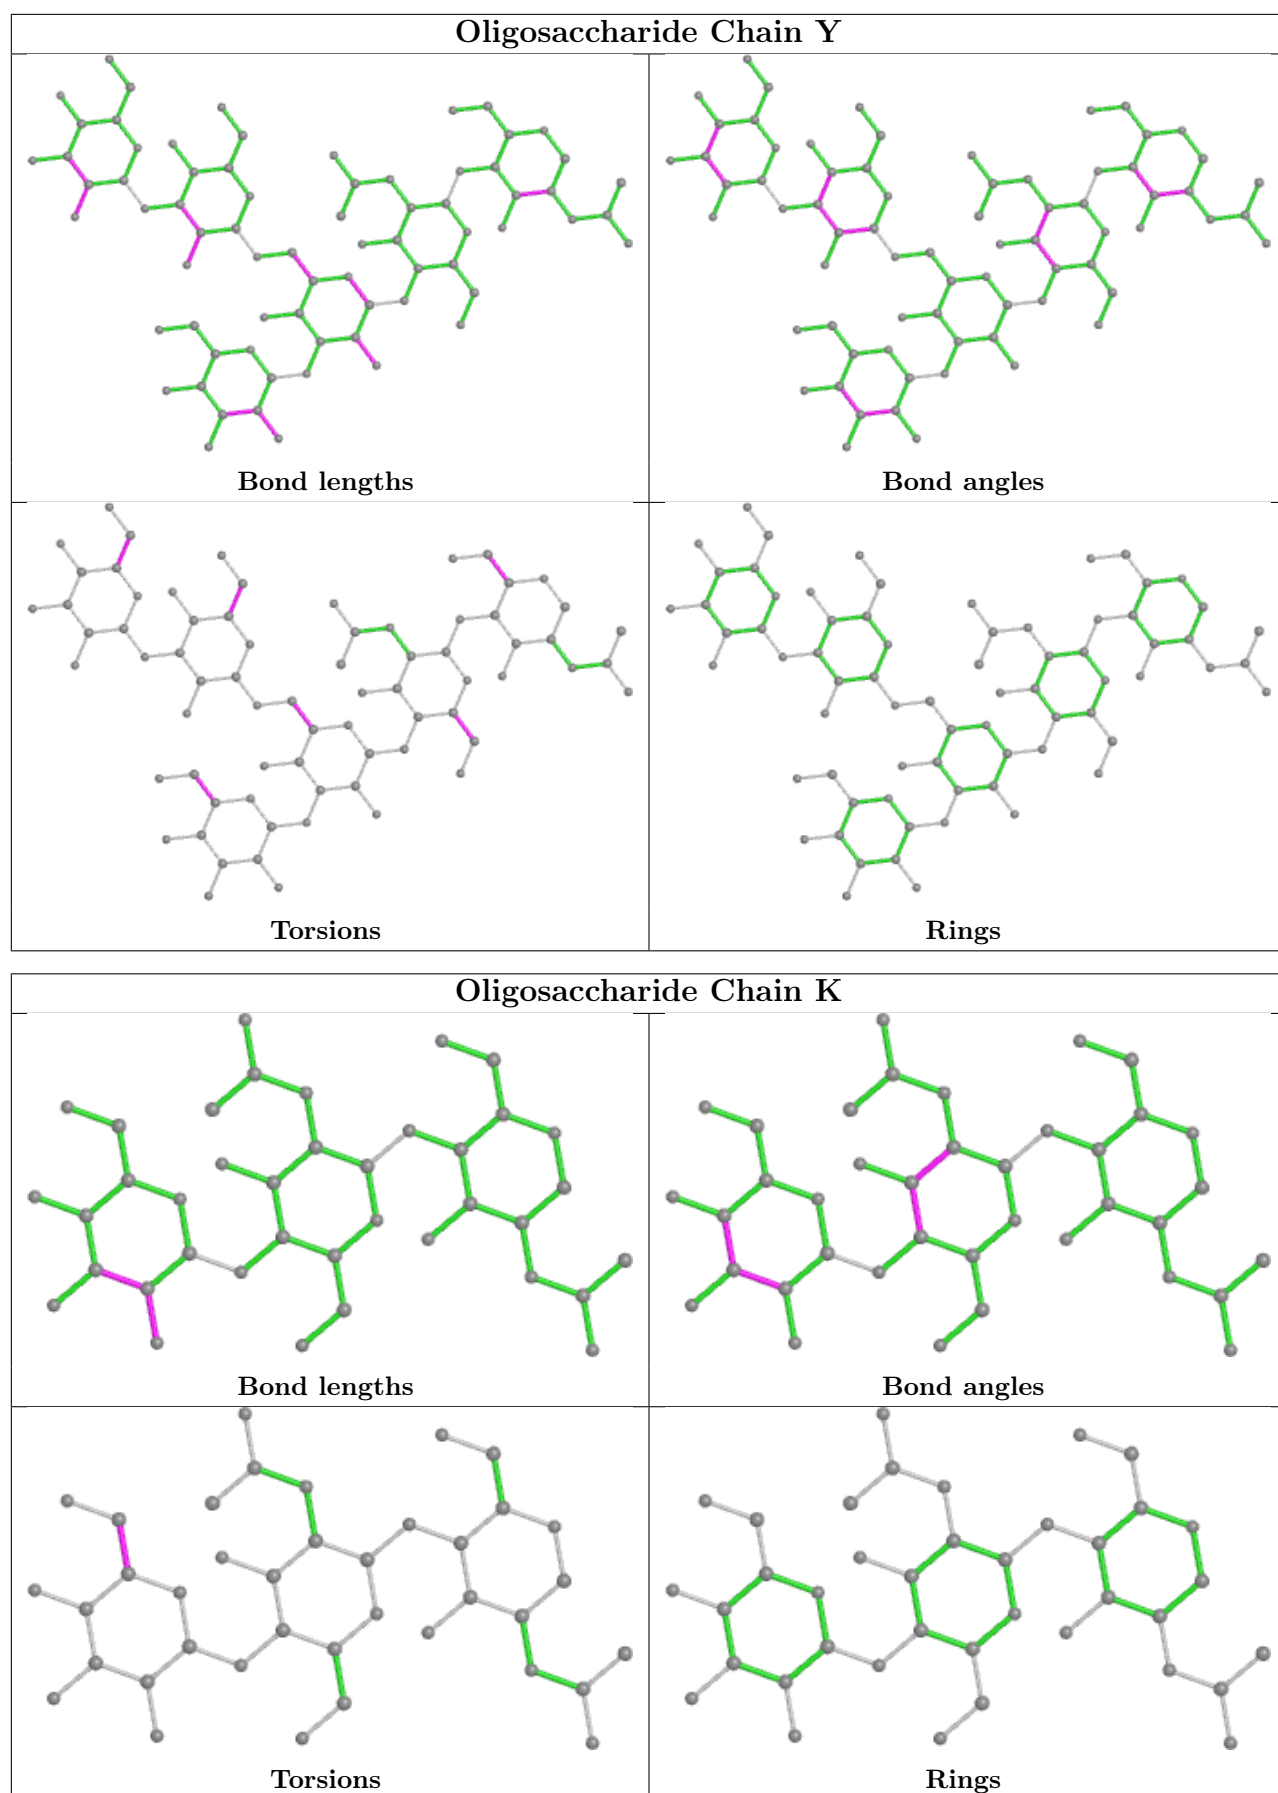 Oligosaccharide Chain Y
Bond lengths
Bond angles
Torsions
Rings
Oligosaccharide Chain K
Bond lengths
Bond angles
Torsions
Rings